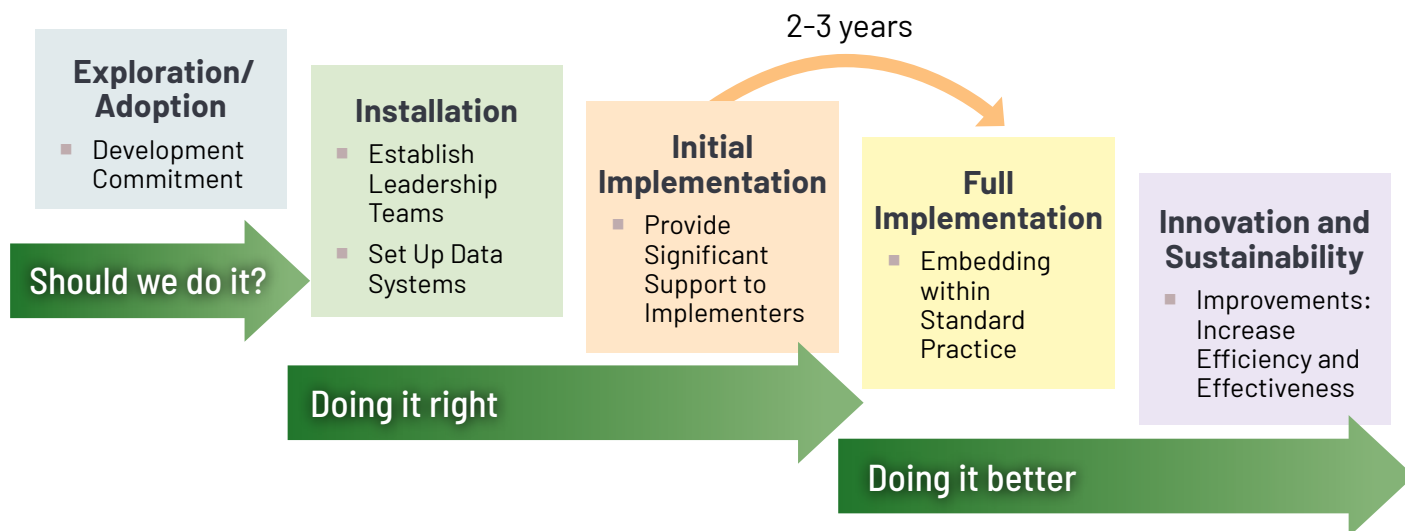 2-3 years
Exploration/
Adoption
■ Development
Commitment
Installation
■ Establish
Leadership
Teams
■ Set Up Data
Systems
Initial
Implementation
■ Provide
Significant
Support to
Implementers
Full
Implementation
■ Embedding
within
Standard
Practice
Innovation and
Sustainability
■ Improvements:
Increase
Efficiency and
Effectiveness
Should we do it?
Doing it right
Doing it better